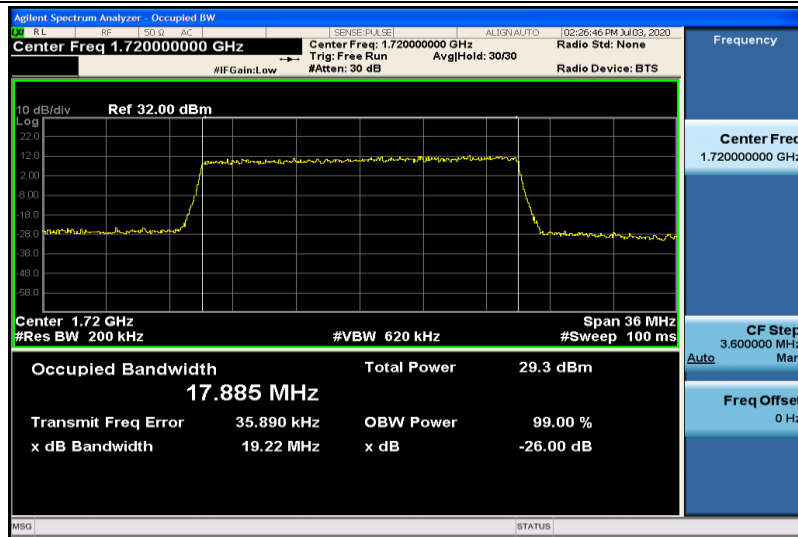 Agilent Spectrum Analyzer - Occupied BW
LXI RL RF 50 Ω AC SENSE:PULSE ALIGN AUTO 02:26:46 PM Jul 03, 2020
Center Freq 1.720000000 GHz Center Freq: 1.720000000 GHz Radio Std: None
Trig: Free Run Avg|Hold: 30/30
#IFGain:Low #Atten: 30 dB Radio Device: BTS
Frequency
10 dB/div Ref 32.00 dBm
Log
22.0
12.0
2.00
-8.00
-18.0
-28.0
-38.0
-48.0
-58.0
Center 1.72 GHz Span 36 MHz
#Res BW 200 kHz #VBW 620 kHz #Sweep 100 ms
Occupied Bandwidth Total Power 29.3 dBm
17.885 MHz
Transmit Freq Error 35.890 kHz OBW Power 99.00 %
x dB Bandwidth 19.22 MHz x dB -26.00 dB
Center Freq
1.720000000 GHz
CF Step
3.600000 MHz
Auto Man
Freq Offset
0 Hz
MSG STATUS